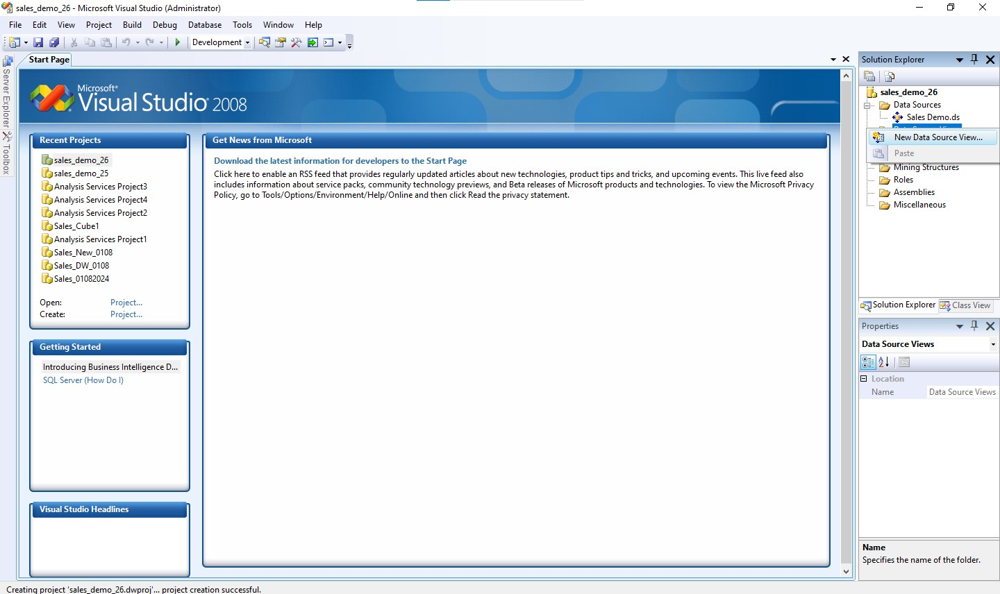 sales_demo_26 - Microsoft Visual Studio (Administrator)
File Edit View Project Build Debug Database Tools Window Help
Development
Start Page
Server Explorer
Toolbox
Microsoft®
Visual Studio® 2008
Recent Projects
sales_demo_26
sales_demo_25
Analysis Services Project3
Analysis Services Project4
Analysis Services Project2
Sales_Cube1
Analysis Services Project1
Sales_New_0108
Sales_DW_0108
Sales_01082024
Open: Project...
Create: Project...
Getting Started
Introducing Business Intelligence D...
SQL Server (How Do I)
Visual Studio Headlines
Get News from Microsoft
Download the latest information for developers to the Start Page
Click here to enable an RSS feed that provides regularly updated articles about new technologies, product tips and tricks, and upcoming events. This live feed also
includes information about service packs, community technology previews, and Beta releases of Microsoft products and technologies. To view the Microsoft Privacy
Policy, go to Tools/Options/Environment/Help/Online and then click Read the privacy statement.
Solution Explorer
sales_demo_26
Data Sources
Sales Demo.ds
New Data Source View...
Paste
Mining Structures
Roles
Assemblies
Miscellaneous
Solution Explorer Class View
Properties
Data Source Views
Location
Name Data Source Views
Name
Specifies the name of the folder.
Creating project 'sales_demo_26.dwproj'... project creation successful.